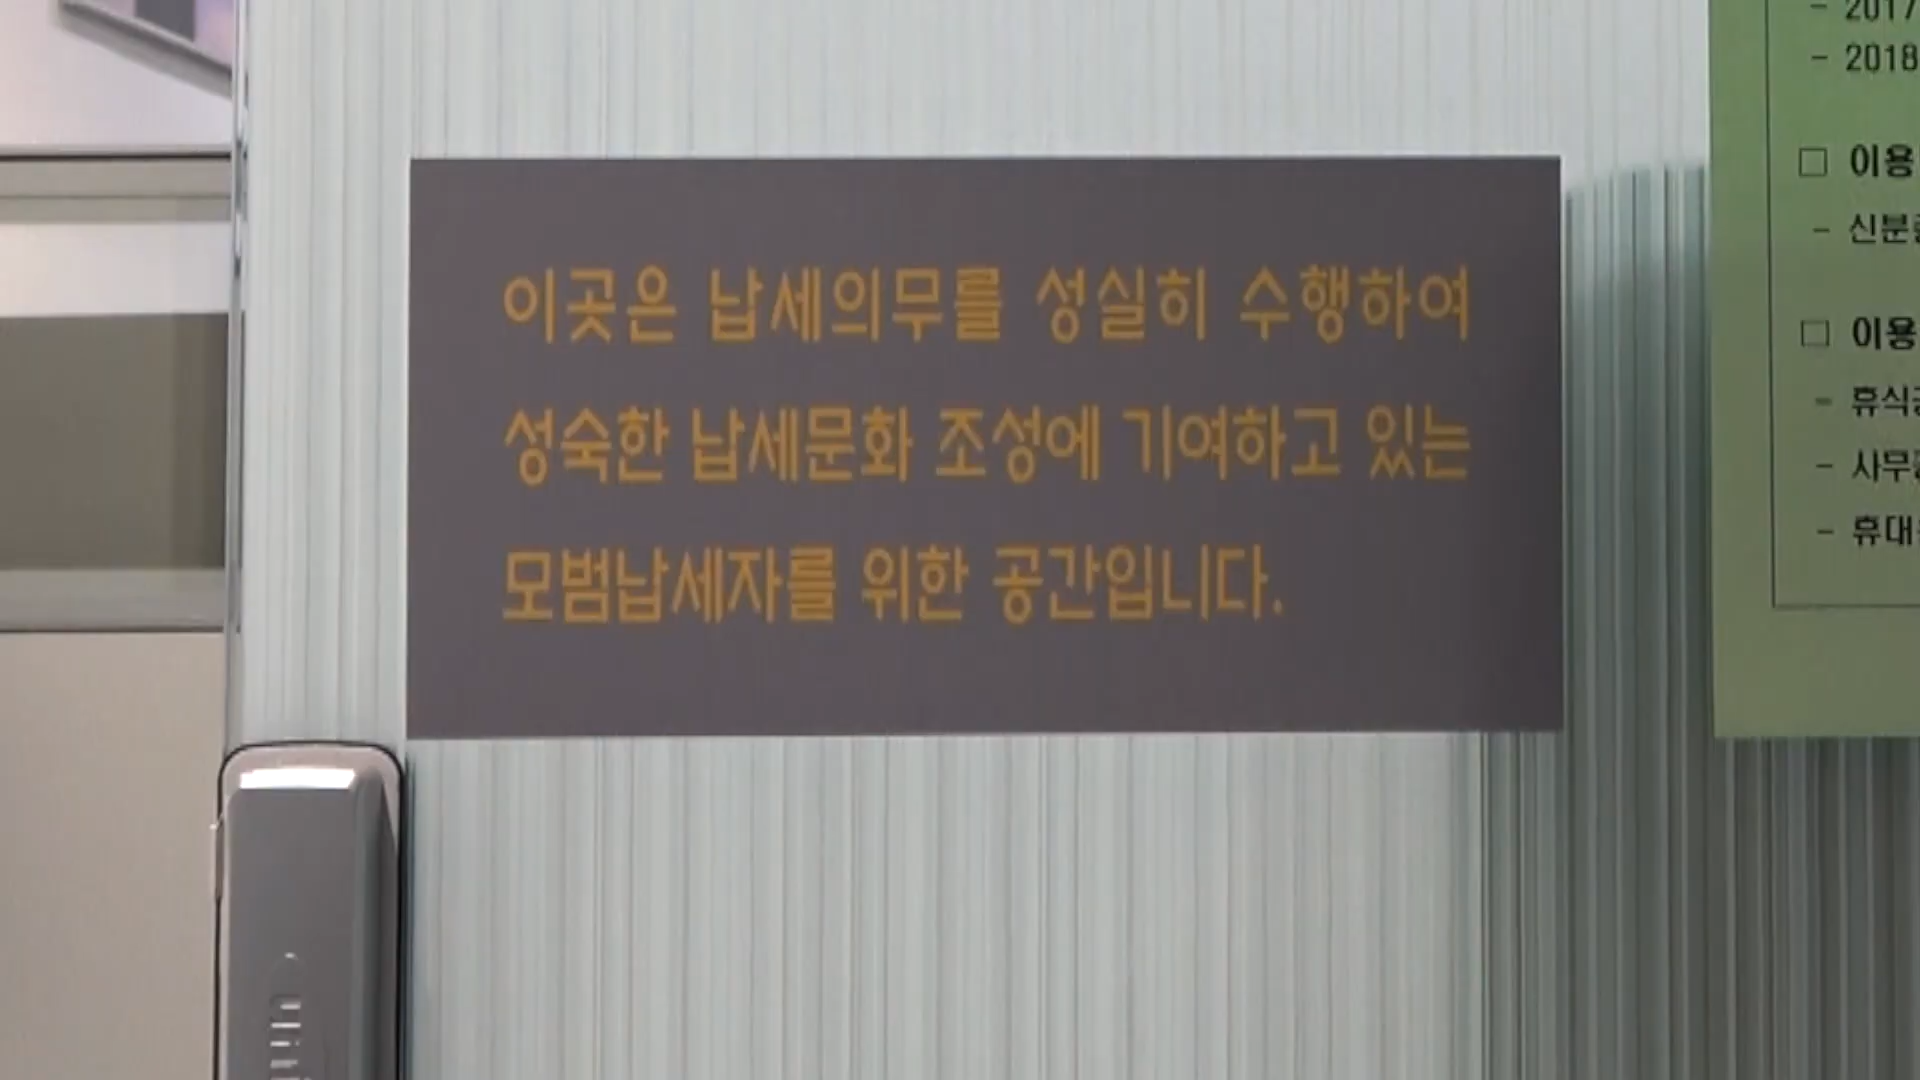 이곳은 납세의무를 성실히 수행하여
성숙한 납세문화 조성에 기여하고 있는
모범납세자를 위한 공간입니다.
- 2017
- 2018
□ 이용
- 신분
□ 이용
- 휴식
- 사무
- 휴대